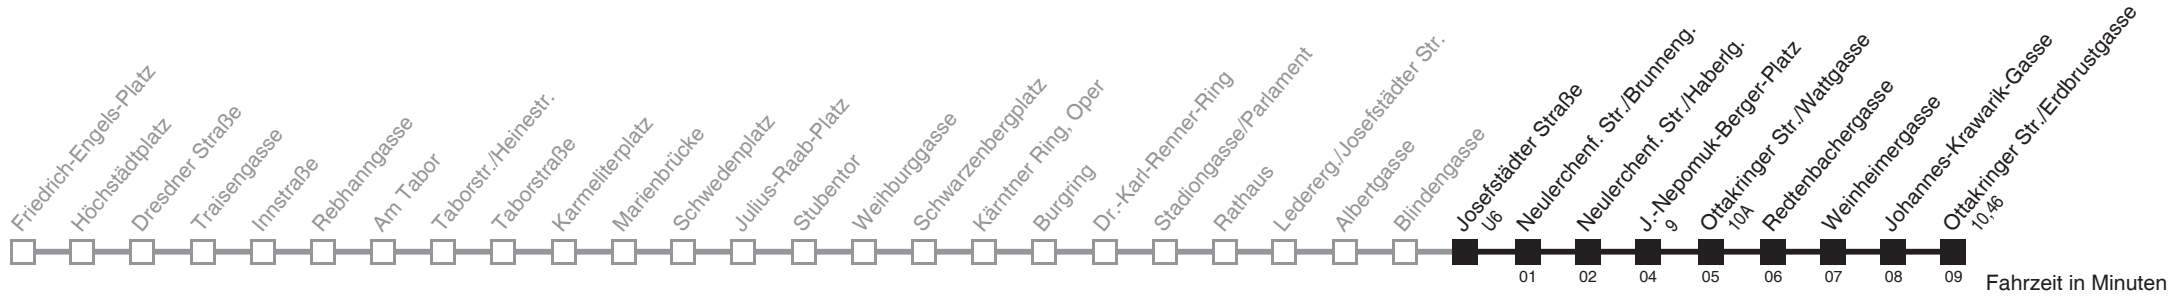 Friedrich-Engels-Platz
Höchstädtplatz
Dresdner Straße
Traisengasse
Innstraße
Rebhanngasse
Am Tabor
Taborstr./Heinestr.
Taborstraße
Karmeliterplatz
Marienbrücke
Schwedenplatz
Julius-Raab-Platz
Stubentor
Weihburggasse
Schwarzenbergplatz
Kärntner Ring, Oper
Burgring
Dr.-Karl-Renner-Ring
Stadiongasse/Parlament
Rathaus
Ledererg./Josefstädter Str.
Albertgasse
Blindengasse
Josefstädter Straße
U6
Neulerchenf. Str./Brunneng.
Neulerchenf. Str./Haberlg.
J.-Nepomuk-Berger-Platz
9
Ottakringer Str./Wattgasse
10A
Redtenbachergasse
Weinheimergasse
Johannes-Krawarik-Gasse
Ottakringer Str./Erdbrustgasse
10,46
01 02 04 05 06 07 08 09 Fahrzeit in Minuten